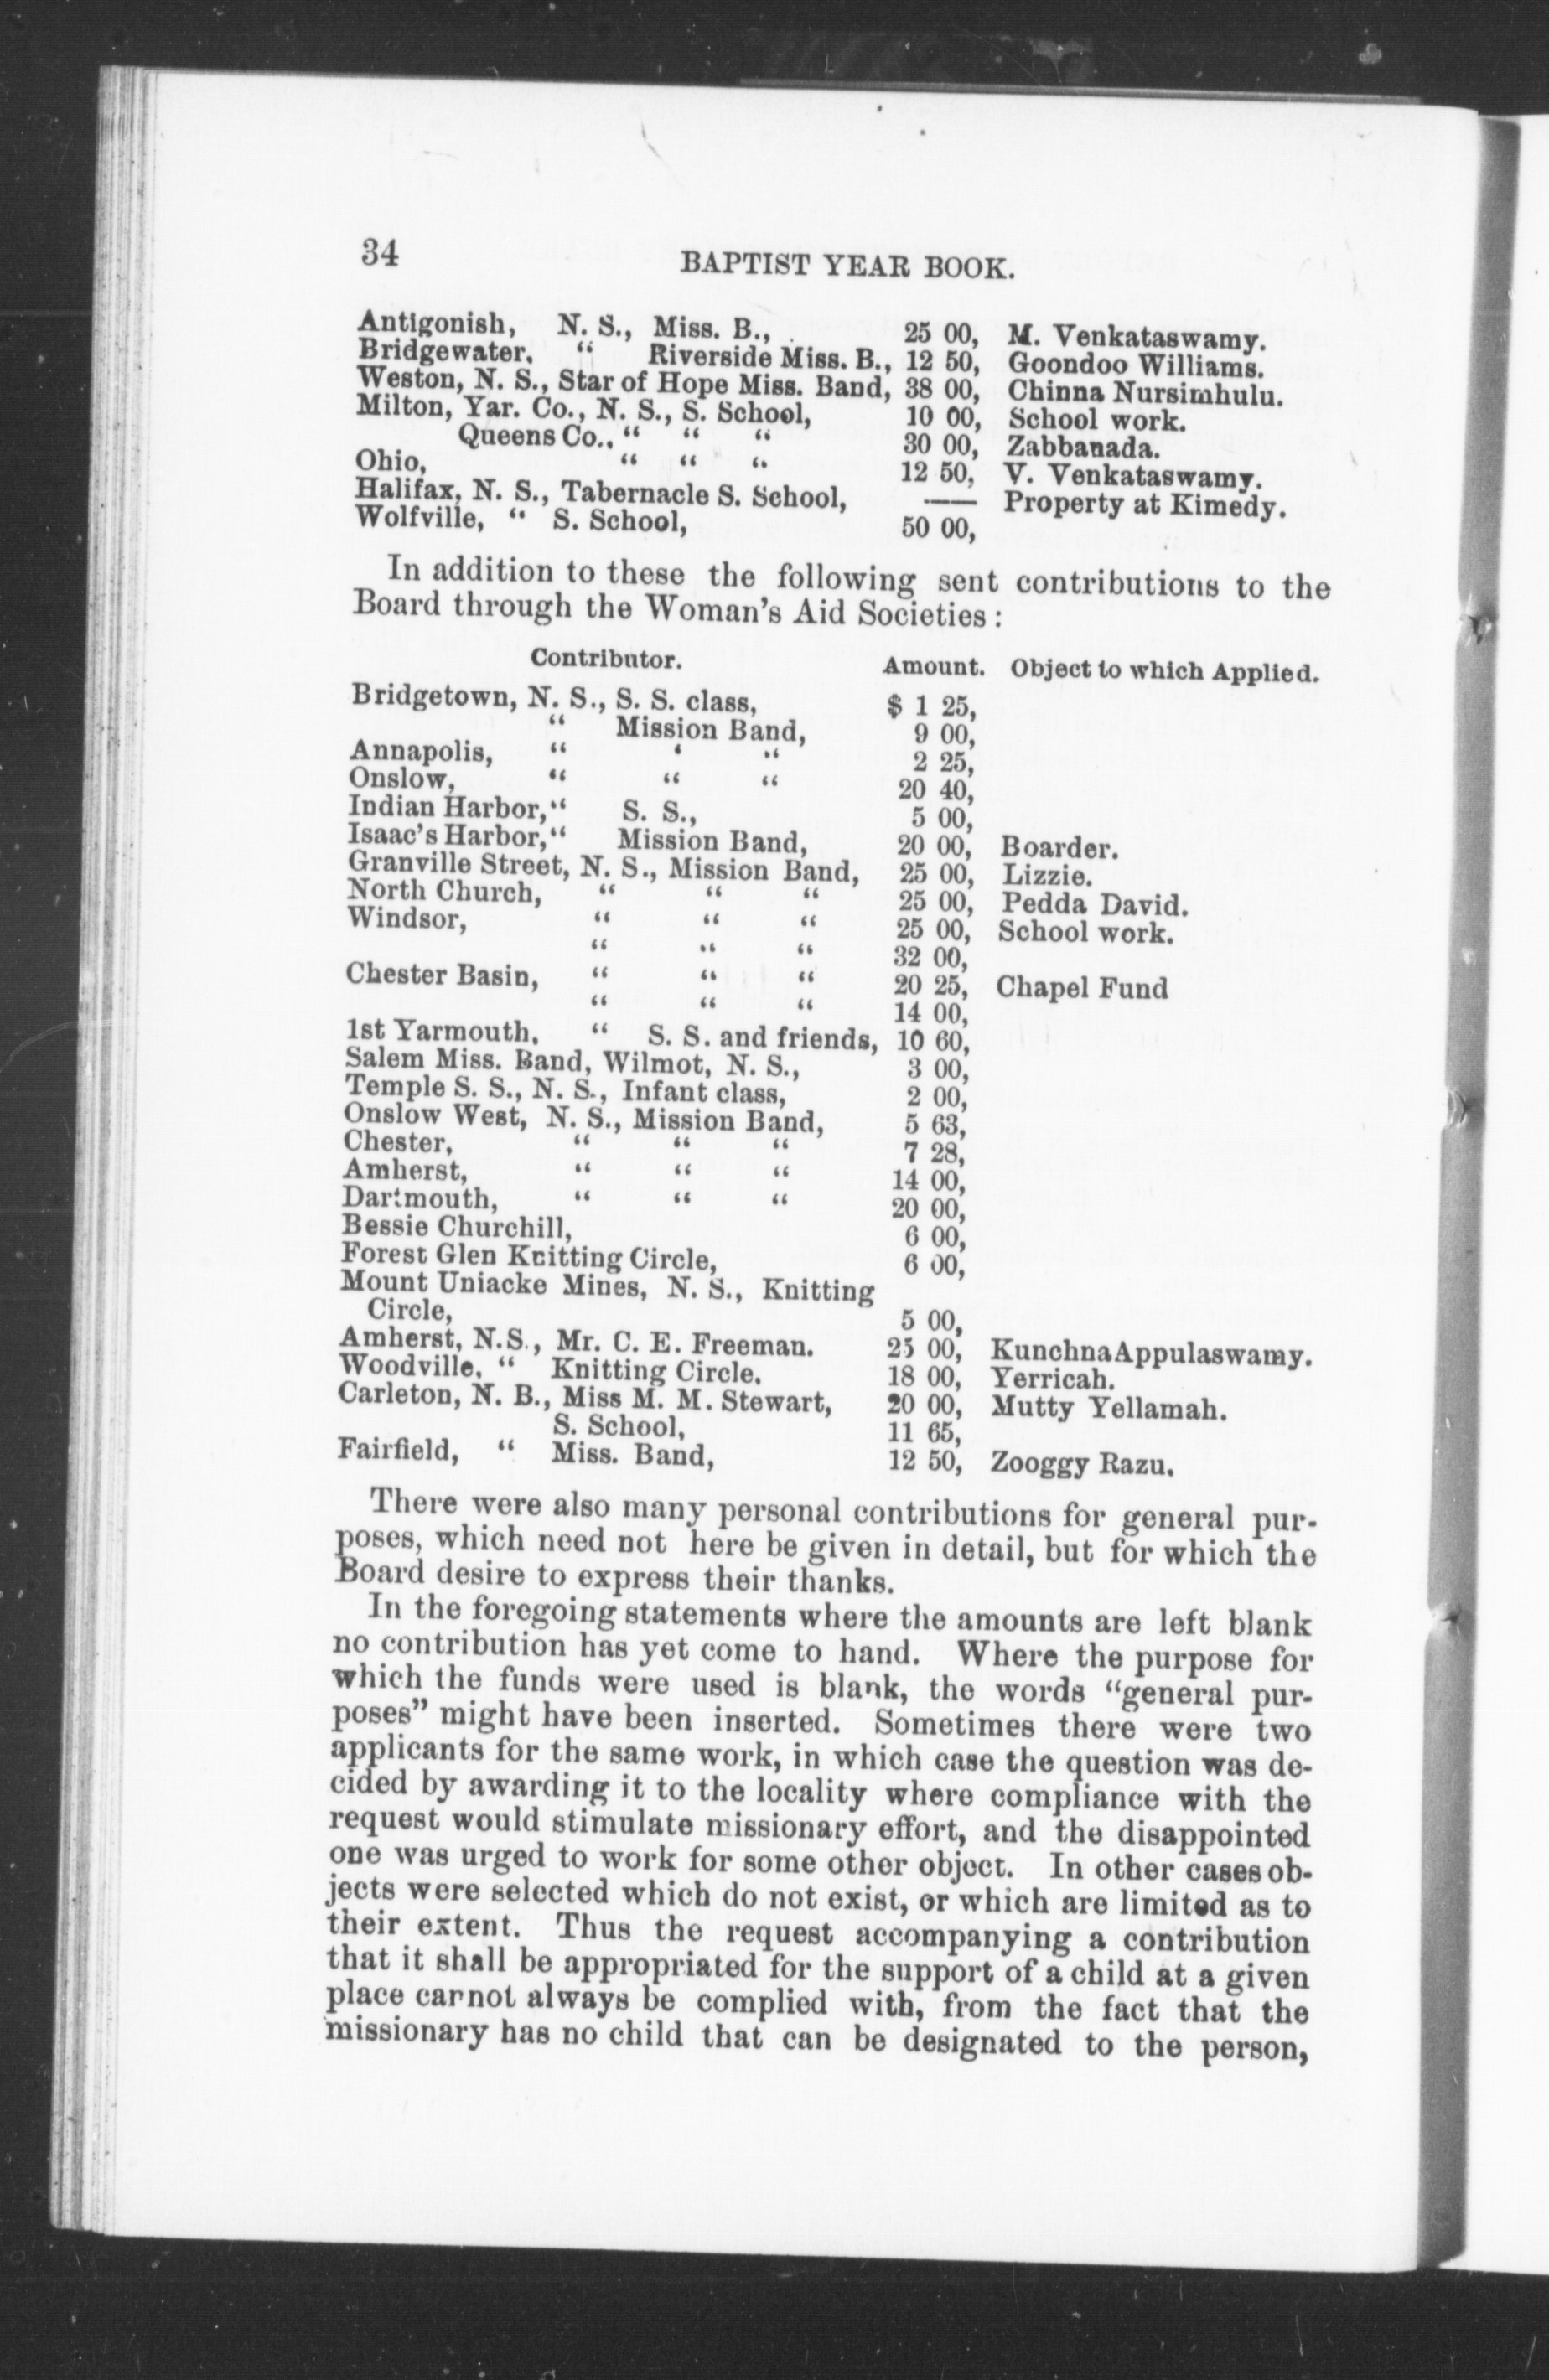 34 BAPTIST YEAR BOOK.
Antigonish, N. S., Miss. B., 25 00, M. Venkataswamy.
Bridgewater. “ Riverside Miss. B., 12 50, Goondoo Williams.
Weston, N. S., Star of Hope Miss. Band, 38 00, Chinna Nursimhulu.
Milton, Yar. Co., N. S., S. School, 10 00, School work.
Queens Co., “ “ “ 30 00, Zabbanada.
Ohio, “ “ “ 12 50, V. Venkataswamy.
Halifax, N. S., Tabernacle S. School, —— Property at Kimedy.
Wolfville, “ S. School, 50 00,
In addition to these the following sent contributions to the
Board through the Woman's Aid Societies :
Contributor. Amount. Object to which Applied.
Bridgetown, N. S., S. S. class, $ 1 25,
“ Mission Band, 9 00,
Annapolis, “ ‘ “ 2 25,
Onslow, “ “ “ 20 40,
Indian Harbor, “ S. S., 5 00,
Isaac's Harbor, “ Mission Band, 20 00, Boarder.
Granville Street, N. S., Mission Band, 25 00, Lizzie.
North Church, “ “ “ 25 00, Pedda David.
Windsor, “ “ “ 25 00, School work.
“ “ “ 32 00,
Chester Basin, “ “ “ 20 25, Chapel Fund
“ “ “ 14 00,
1st Yarmouth. “ S. S. and friends, 10 60,
Salem Miss. Band, Wilmot, N. S., 3 00,
Temple S. S., N. S., Infant class, 2 00,
Onslow West, N. S., Mission Band, 5 63,
Chester, “ “ “ 7 28,
Amherst, “ “ “ 14 00,
Dartmouth, “ “ “ 20 00,
Bessie Churchill, 6 00,
Forest Glen Knitting Circle, 6 00,
Mount Uniacke Mines, N. S., Knitting
Circle, 5 00,
Amherst, N.S., Mr. C. E. Freeman. 25 00, Kunchna Appulaswamy.
Woodville, “ Knitting Circle. 18 00, Yerricah.
Carleton, N. B., Miss M. M. Stewart, 20 00, Mutty Yellamah.
S. School, 11 65,
Fairfield, “ Miss. Band, 12 50, Zooggy Razu.
There were also many personal contributions for general pur-
poses, which need not here be given in detail, but for which the
Board desire to express their thanks.
In the foregoing statements where the amounts are left blank
no contribution has yet come to hand. Where the purpose for
which the funds were used is blank, the words “general pur-
poses” might have been inserted. Sometimes there were two
applicants for the same work, in which case the question was de-
cided by awarding it to the locality where compliance with the
request would stimulate missionary effort, and the disappointed
one was urged to work for some other object. In other cases ob-
jects were selected which do not exist, or which are limited as to
their extent. Thus the request accompanying a contribution
that it shall be appropriated for the support of a child at a given
place cannot always be complied with, from the fact that the
missionary has no child that can be designated to the person,